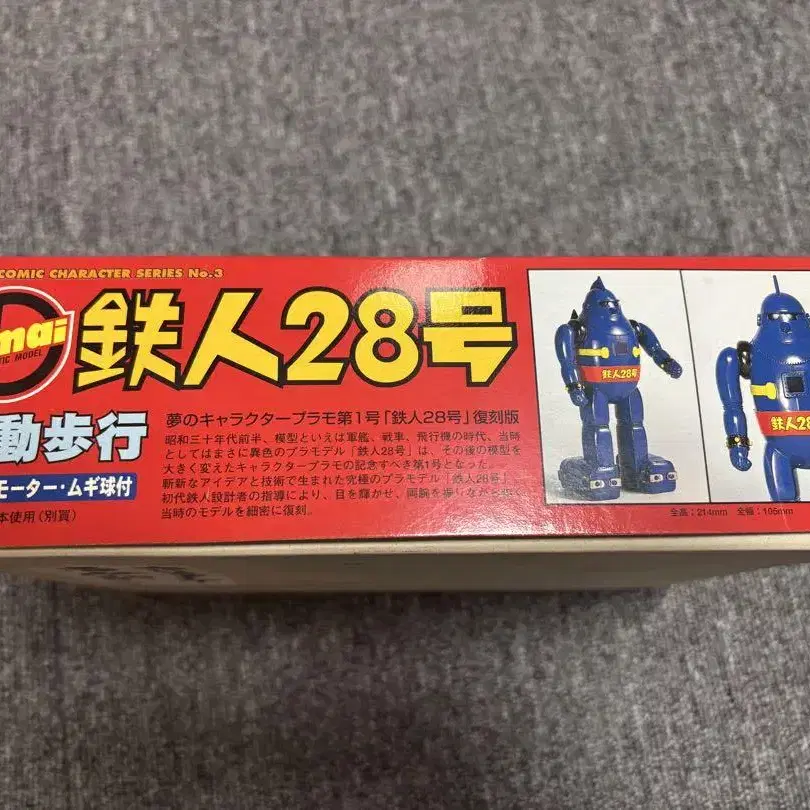 COMIC CHARACTER SERIES No.3
mai
TIC MODEL
鉄人28号
動歩行
モーター・ムギ球付
本使用(別買)
夢のキャラクタープラモ第1号「鉄人28号」復刻版
昭和三十年代前半、模型といえば軍艦、戦車、飛行機の時代、当時
としてはまさに異色のプラモデル「鉄人28号」は、その後の模型を
大きく変えたキャラクタープラモの記念すべき第1号となった。
斬新なアイデアと技術で生まれた究極のプラモデル「鉄人28号」
初代鉄人設計者の指導により、目を輝かせ、両腕を振りながら歩く
当時のモデルを細密に復刻。
鉄人28号
鉄人28
全高:214mm 全幅:105mm